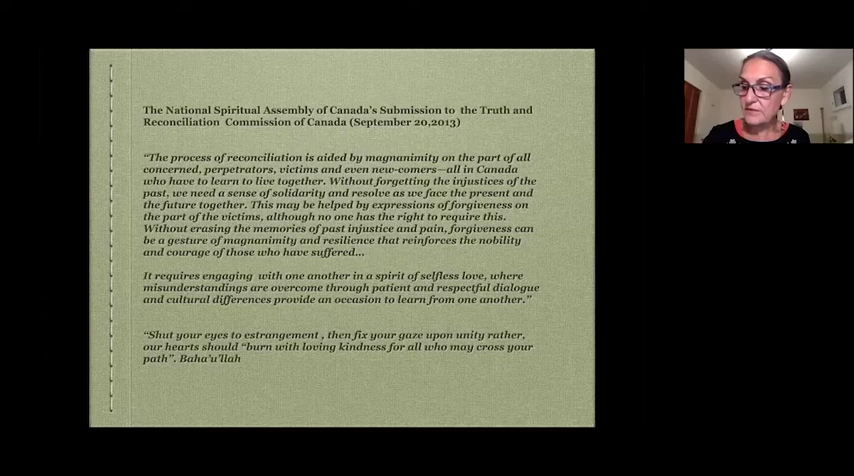 The National Spiritual Assembly of Canada's Submission to the Truth and
Reconciliation Commission of Canada (September 20,2013)
"The process of reconciliation is aided by magnanimity on the part of all
concerned, perpetrators, victims and even new-comers—all in Canada
who have to learn to live together. Without forgetting the injustices of the
past, we need a sense of solidarity and resolve as we face the present and
the future together. This may be helped by expressions of forgiveness on
the part of the victims, although no one has the right to require this.
Without erasing the memories of past injustice and pain, forgiveness can
be a gesture of magnanimity and resilience that reinforces the nobility
and courage of those who have suffered...
It requires engaging with one another in a spirit of selfless love, where
misunderstandings are overcome through patient and respectful dialogue
and cultural differences provide an occasion to learn from one another."
"Shut your eyes to estrangement , then fix your gaze upon unity rather,
our hearts should "burn with loving kindness for all who may cross your
path". Baha'u'llah